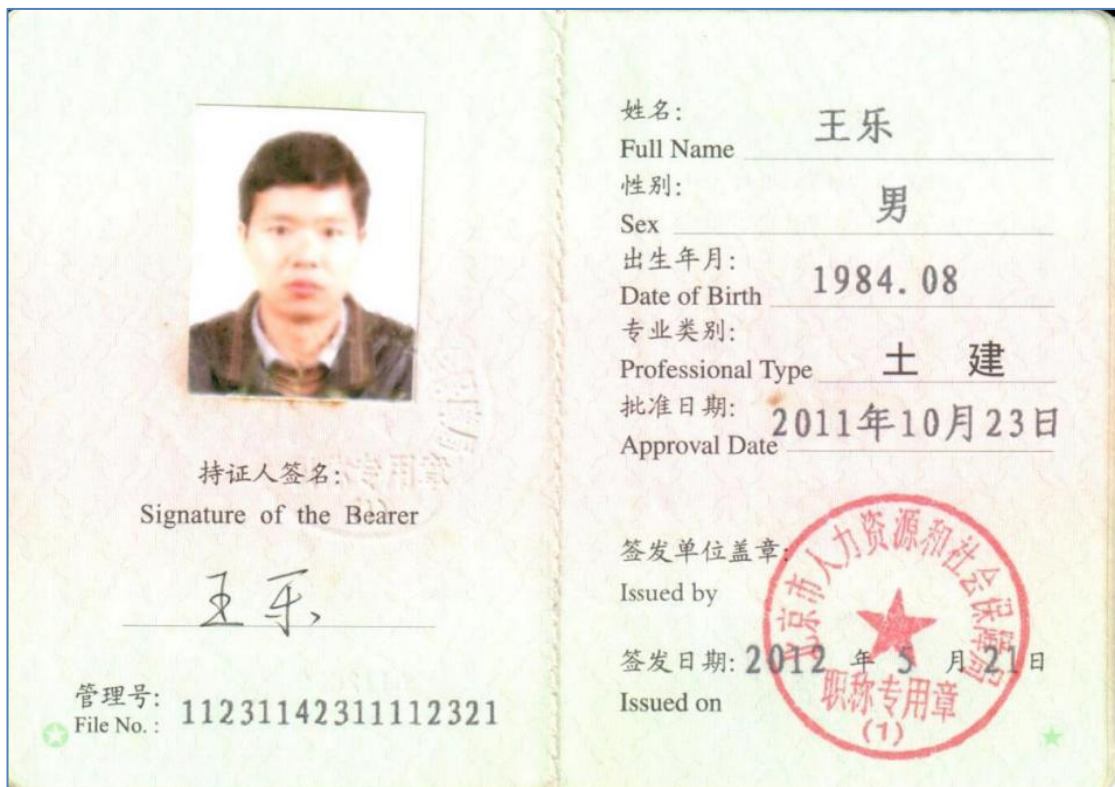 持证人签名:
Signature of the Bearer
王乐
管理号:
File No. : 11231142311112321
姓名: 王乐
Full Name
性别: 男
Sex
出生年月: 1984.08
Date of Birth
专业类别: 土 建
Professional Type
批准日期: 2011年10月23日
Approval Date
签发单位盖章:
Issued by
北京市人力资源和社会保障局
职称专用章
(1)
签发日期: 2012 年 5 月 21日
Issued on